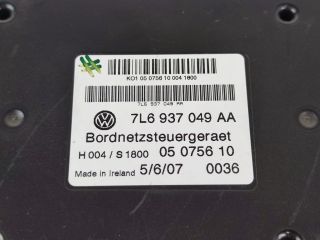 KO1 05 0756 10 004 1800
7L6 937 049 AA
7L6 937 049 AA
Bordnetzsteuergeraet
H 004 / S 1800 05 0756 10
Made in Ireland 5/6/07 0036